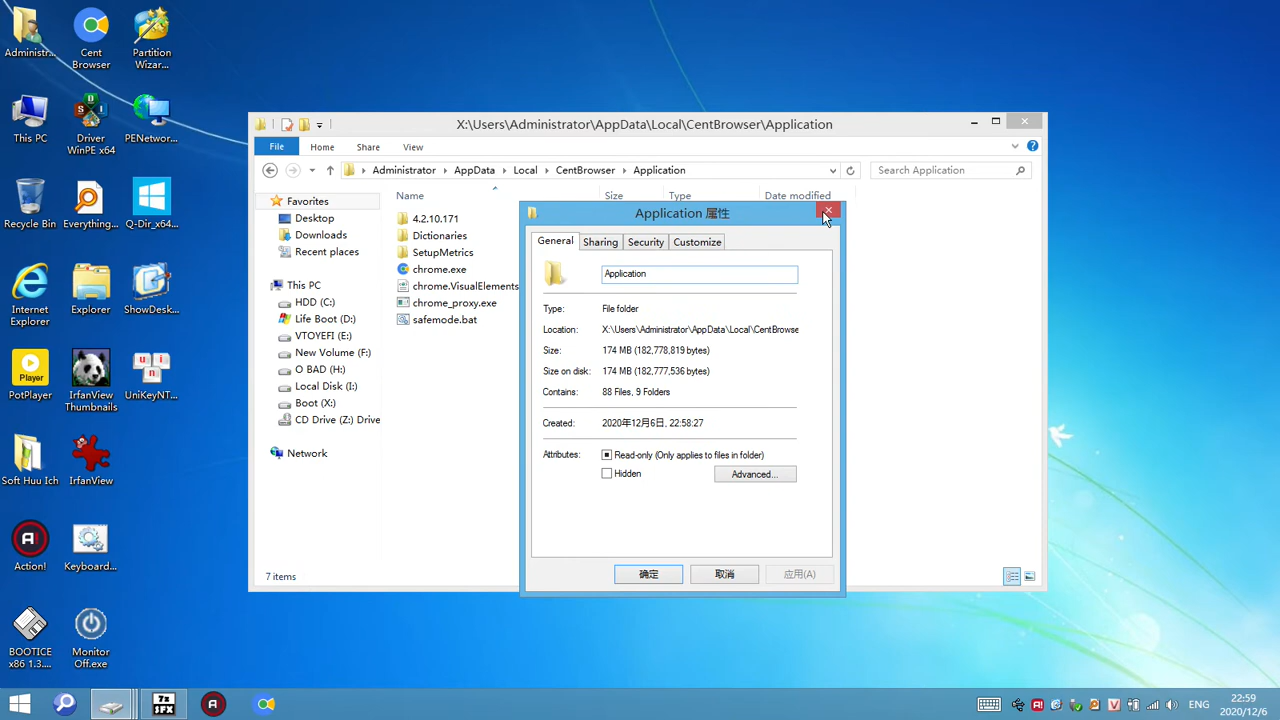 Administr...
Cent
Browser
Partition
Wizar...
This PC
Driver
WinPE x64
PENetwor...
Recycle Bin
Everything...
Q-Dir_x64...
Internet
Explorer
Explorer
ShowDesk...
Player
PotPlayer
IrfanView
Thumbnails
u n i
UniKeyNT...
Soft Huu Ich
IrfanView
Action!
Keyboard...
BOOTICE
x86 1.3....
Monitor
Off.exe
X:\Users\Administrator\AppData\Local\CentBrowser\Application
File
Home
Share
View
Administrator
AppData
Local
CentBrowser
Application
Search Application
Favorites
Desktop
Downloads
Recent places
This PC
HDD (C:)
Life Boot (D:)
VTOYEFI (E:)
New Volume (F:)
O BAD (H:)
Local Disk (I:)
Boot (X:)
CD Drive (Z:) Drive
Network
Name
Size
Type
Date modified
4.2.10.171
Dictionaries
SetupMetrics
chrome.exe
chrome.VisualElements
chrome_proxy.exe
safemode.bat
7 items
Application 属性
General
Sharing
Security
Customize
Application
Type:
File folder
Location:
X:\Users\Administrator\AppData\Local\CentBrowse
Size:
174 MB (182,778,819 bytes)
Size on disk:
174 MB (182,777,536 bytes)
Contains:
88 Files, 9 Folders
Created:
2020年12月6日, 22:58:27
Attributes:
Read-only (Only applies to files in folder)
Hidden
Advanced...
确定
取消
应用(A)
7z
SFX
ENG
22:59
2020/12/6